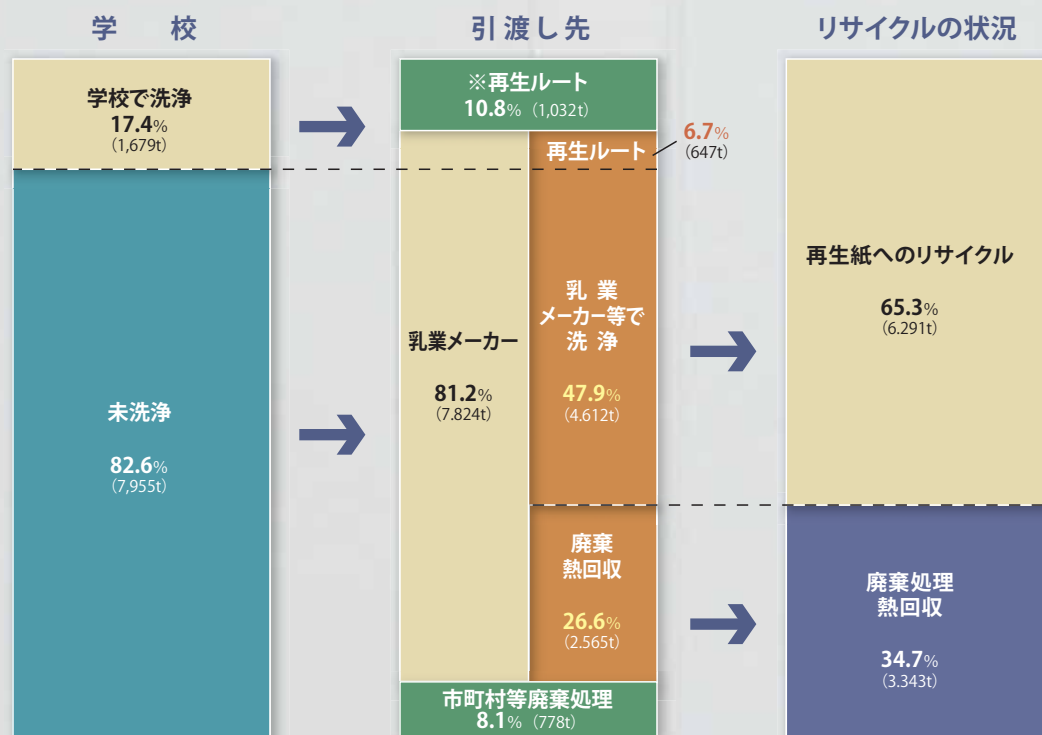 学　校
学校で洗浄
17.4%
(1,679t)
未洗浄
82.6%
(7,955t)
引渡し先
※再生ルート
10.8% (1,032t)
再生ルート
6.7%
(647t)
乳業メーカー
81.2%
(7.824t)
乳　業
メーカー等で
洗　浄
47.9%
(4.612t)
廃棄
熱回収
26.6%
(2.565t)
市町村等廃棄処理
8.1% (778t)
リサイクルの状況
再生紙へのリサイクル
65.3%
(6.291t)
廃棄処理
熱回収
34.7%
(3.343t)